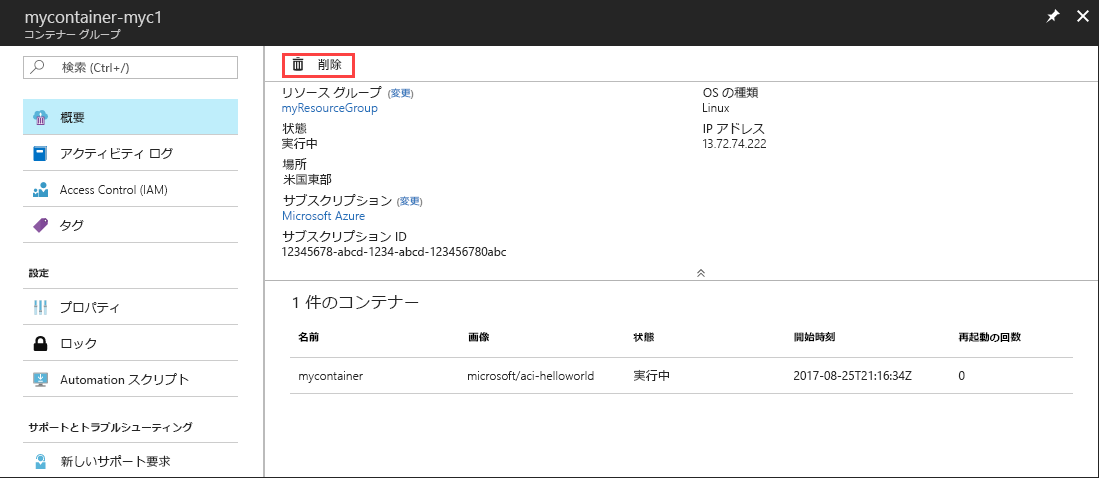 mycontainer-myc1
コンテナー グループ
検索 (Ctrl+/)
概要
アクティビティ ログ
Access Control (IAM)
タグ
設定
プロパティ
ロック
Automation スクリプト
サポートとトラブルシューティング
新しいサポート要求
削除
リソース グループ (変更)
myResourceGroup
状態
実行中
場所
米国東部
サブスクリプション (変更)
Microsoft Azure
サブスクリプション ID
12345678-abcd-1234-abcd-123456780abc
OS の種類
Linux
IP アドレス
13.72.74.222
1 件のコンテナー
名前 画像 状態 開始時刻 再起動の回数
mycontainer microsoft/aci-helloworld 実行中 2017-08-25T21:16:34Z 0